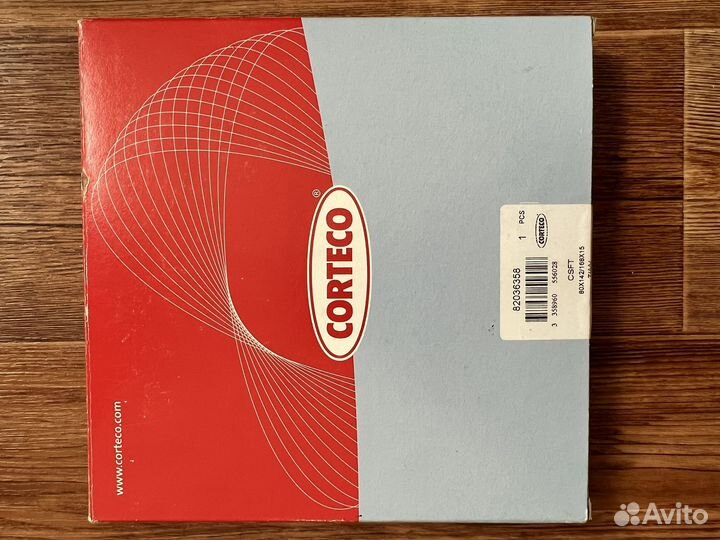 www.corteco.com
CORTECO
®
82036358
1 PCS
3 358960 556028
CORTECO
CSFT
80X142/168X15
Avito